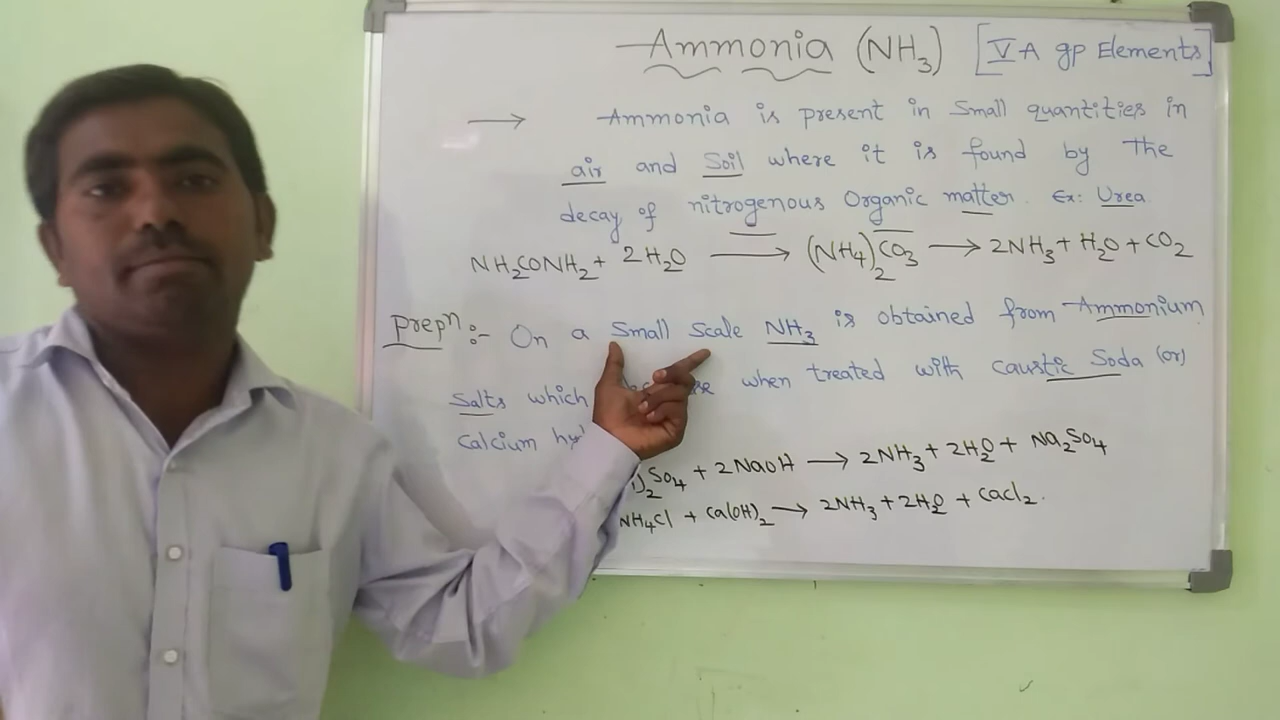 Ammonia (NH3) [V A gp Elements]
→ Ammonia is present in Small quantities in
air and Soil where it is found by The
decay of nitrogenous Organic matter. Ex: Urea.
NH2CONH2 + 2H2O → (NH4)2CO3 → 2NH3 + H2O + CO2
Prepn :- On a Small Scale NH3 is obtained from Ammonium
Salts which when treated with caustic Soda (or)
Calcium
)2SO4 + 2NaOH → 2NH3 + 2H2O + Na2SO4
NH4Cl + Ca(OH)2 → 2NH3 + 2H2O + CaCl2.